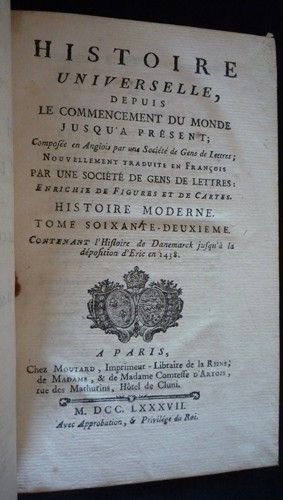 HISTOIRE
UNIVERSELLE,
DEPUIS
LE COMMENCEMENT DU MONDE
JUSQU'A PRÉSENT;
Composée en Anglois par une Société de Gens de Lettres;
NOUVELLEMENT TRADUITE EN FRANÇOIS
PAR UNE SOCIÉTÉ DE GENS DE LETTRES:
ENRICHIE DE FIGURES ET DE CARTES.
HISTOIRE MODERNE.
TOME SOIXANTE-DEUXIEME.
CONTENANT l'Histoire de Danemarck jusqu'à la
déposition d'Eric en 1438.
A PARIS,
Chez MOUTARD, Imprimeur-Libraire de la REINE,
de MADAME, & de Madame COMTESSE D'ARTOIS,
rue des Mathurins, Hôtel de Cluni.
M. DCC. LXXXVII.
Avec Approbation, & Privilége du Roi.